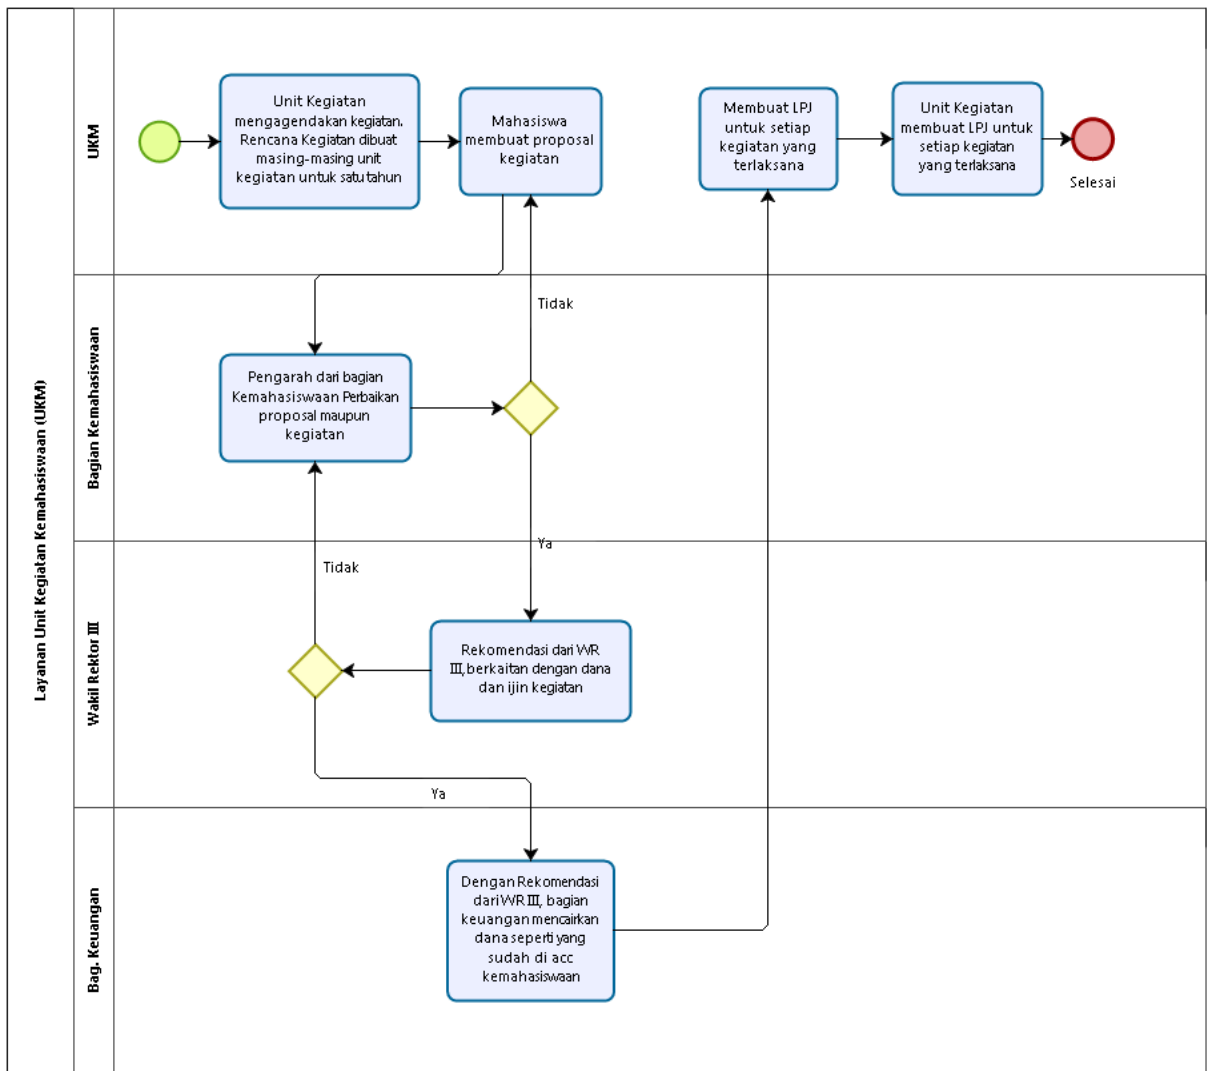 Layanan Unit Kegiatan Kemahasiswaan (UKM)
UKM
Unit Kegiatan
mengagendakan kegiatan.
Rencana Kegiatan dibuat
masing-masing unit
kegiatan untuk satu tahun
Mahasiswa
membuat proposal
kegiatan
Membuat LPJ
untuk setiap
kegiatan yang
terlaksana
Unit Kegiatan
membuat LPJ untuk
setiap kegiatan
yang terlaksana
Selesai
Bagian Kemahasiswaan
Tidak
Pengarah dari bagian
Kemahasiswaan Perbaikan
proposal maupun
kegiatan
Ya
Wakil Rektor III
Tidak
Rekomendasi dari WR
III, berkaitan dengan dana
dan ijin kegiatan
Ya
Bag. Keuangan
Dengan Rekomendasi
dari WR III, bagian
keuangan mencairkan
dana seperti yang
sudah di acc
kemahasiswaan